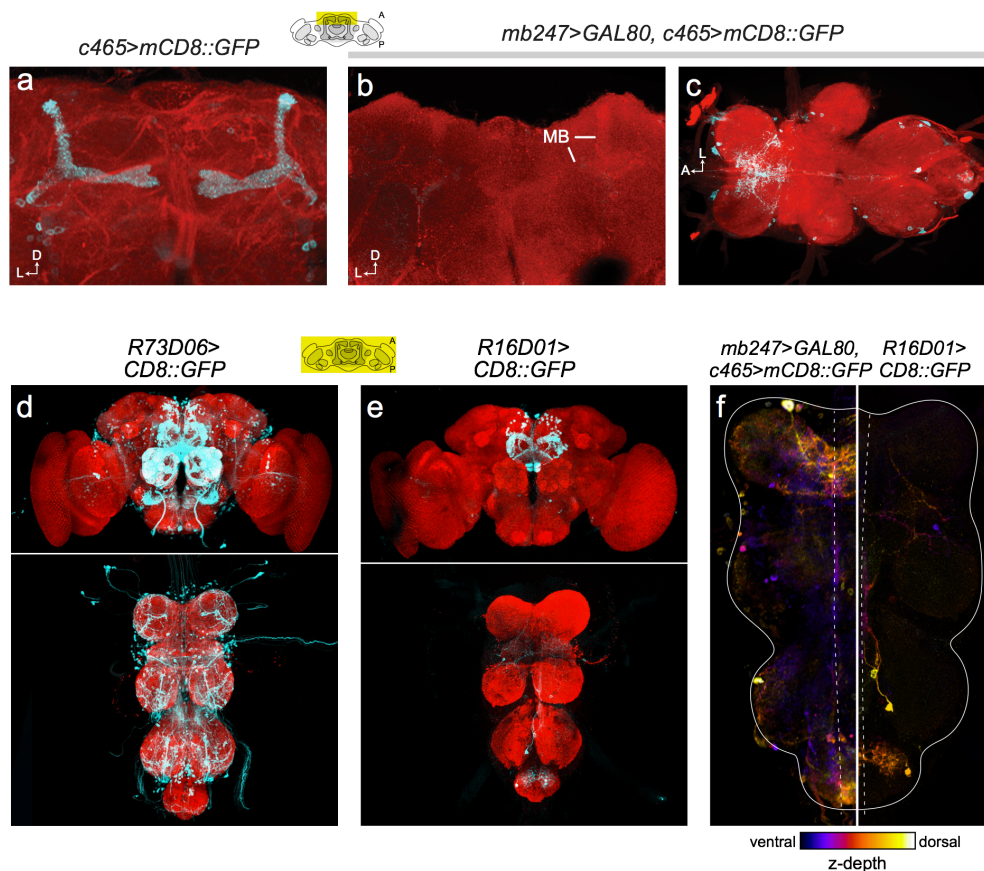 c465>mCD8::GFP
A
P
mb247>GAL80, c465>mCD8::GFP
a
D
L
b
MB
D
L
c
L
A
R73D06>
CD8::GFP
A
P
R16D01>
CD8::GFP
mb247>GAL80,
c465>mCD8::GFP
R16D01>
CD8::GFP
d
e
f
ventral
dorsal
z-depth